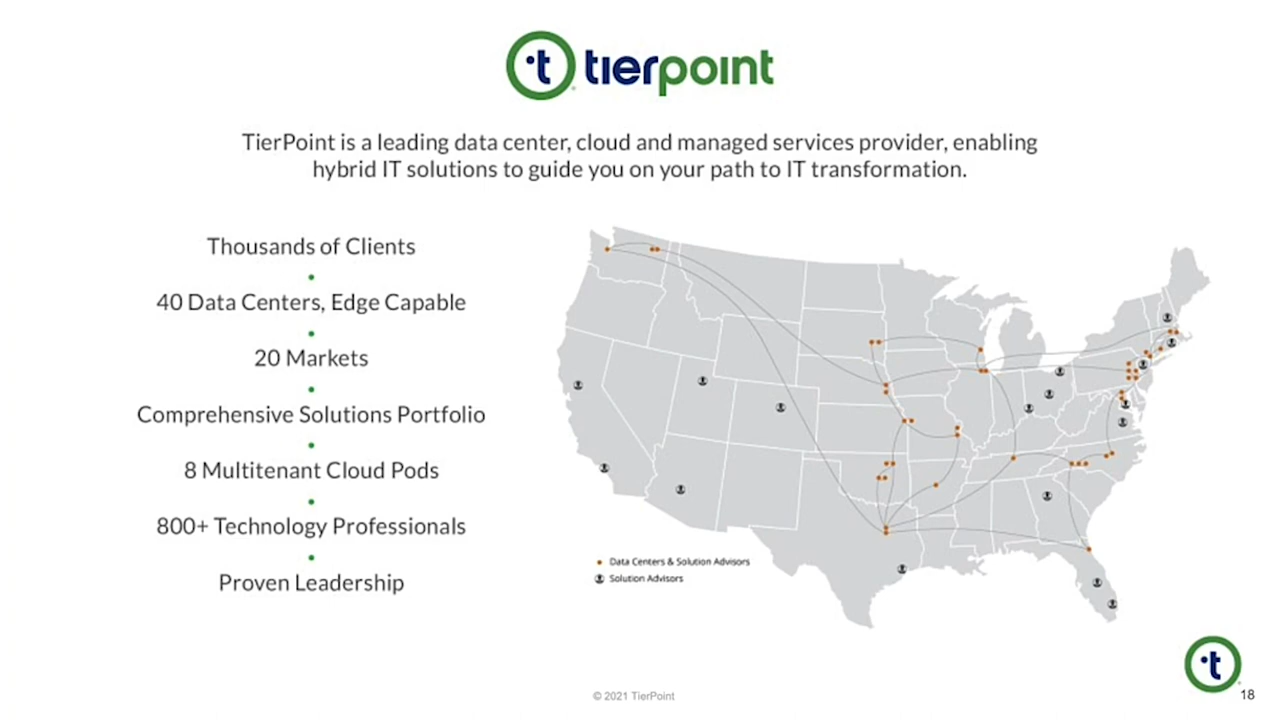 tierpoint
TierPoint is a leading data center, cloud and managed services provider, enabling
hybrid IT solutions to guide you on your path to IT transformation.
Thousands of Clients
40 Data Centers, Edge Capable
20 Markets
Comprehensive Solutions Portfolio
8 Multitenant Cloud Pods
800+ Technology Professionals
Proven Leadership
Data Centers & Solution Advisors
Solution Advisors
© 2021 TierPoint
18